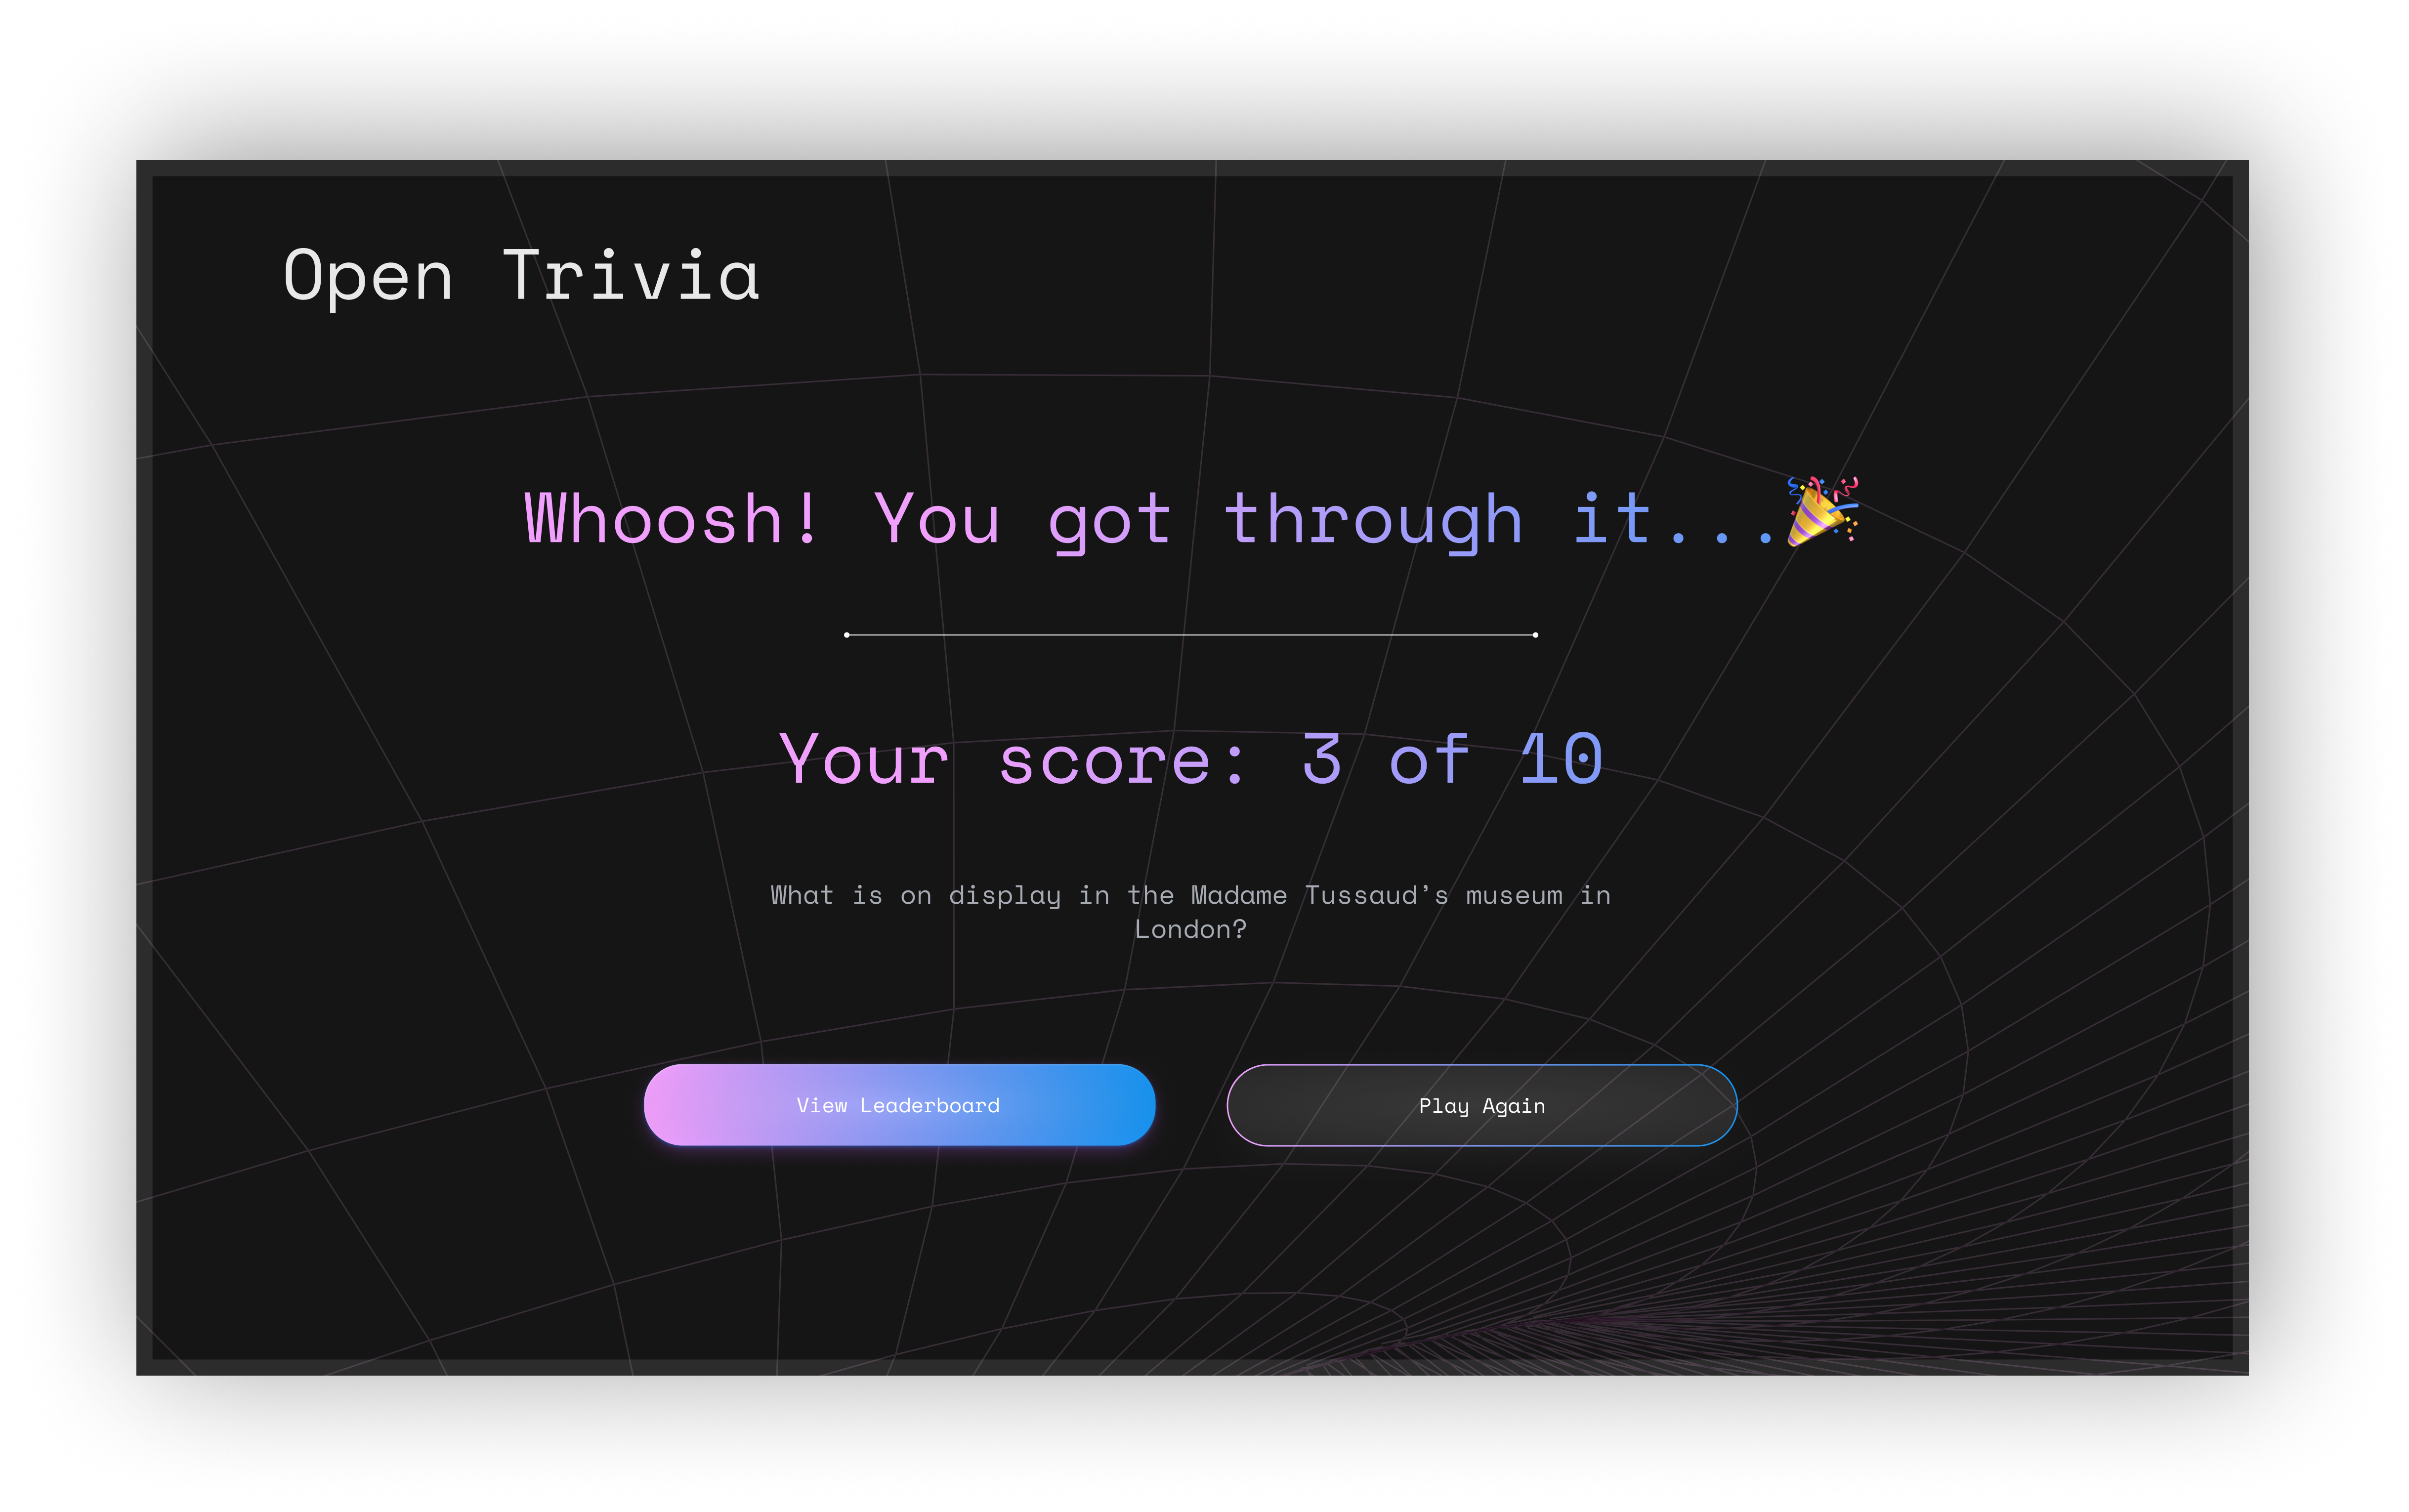 Open Trivia
Whoosh! You got through it...🎉
Your score: 3 of 10
What is on display in the Madame Tussaud’s museum in
London?
View Leaderboard
Play Again